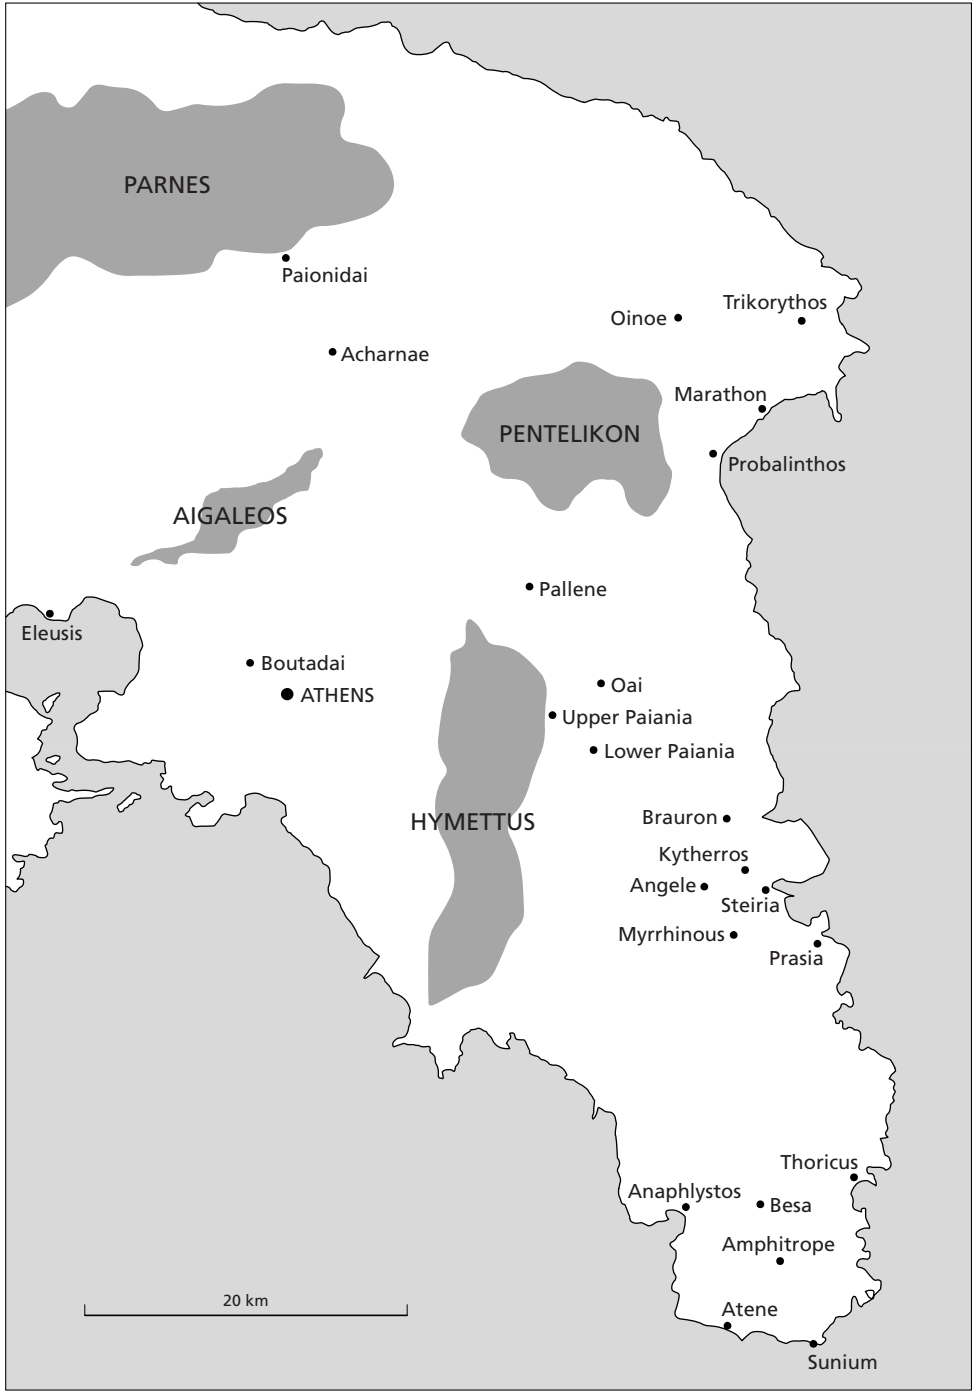 PARNES
Paionidai
Trikorythos
Oinoe
Acharnae
Marathon
PENTELIKON
Probalinthos
AIGALEOS
Pallene
Eleusis
Boutadai
Oai
ATHENS
Upper Paiania
Lower Paiania
Brauron
HYMETTUS
Kytherros
Angele
Steiria
Myrrhinous
Prasia
Thoricus
Anaphlystos
Besa
Amphitrope
20 km
Atene
Sunium